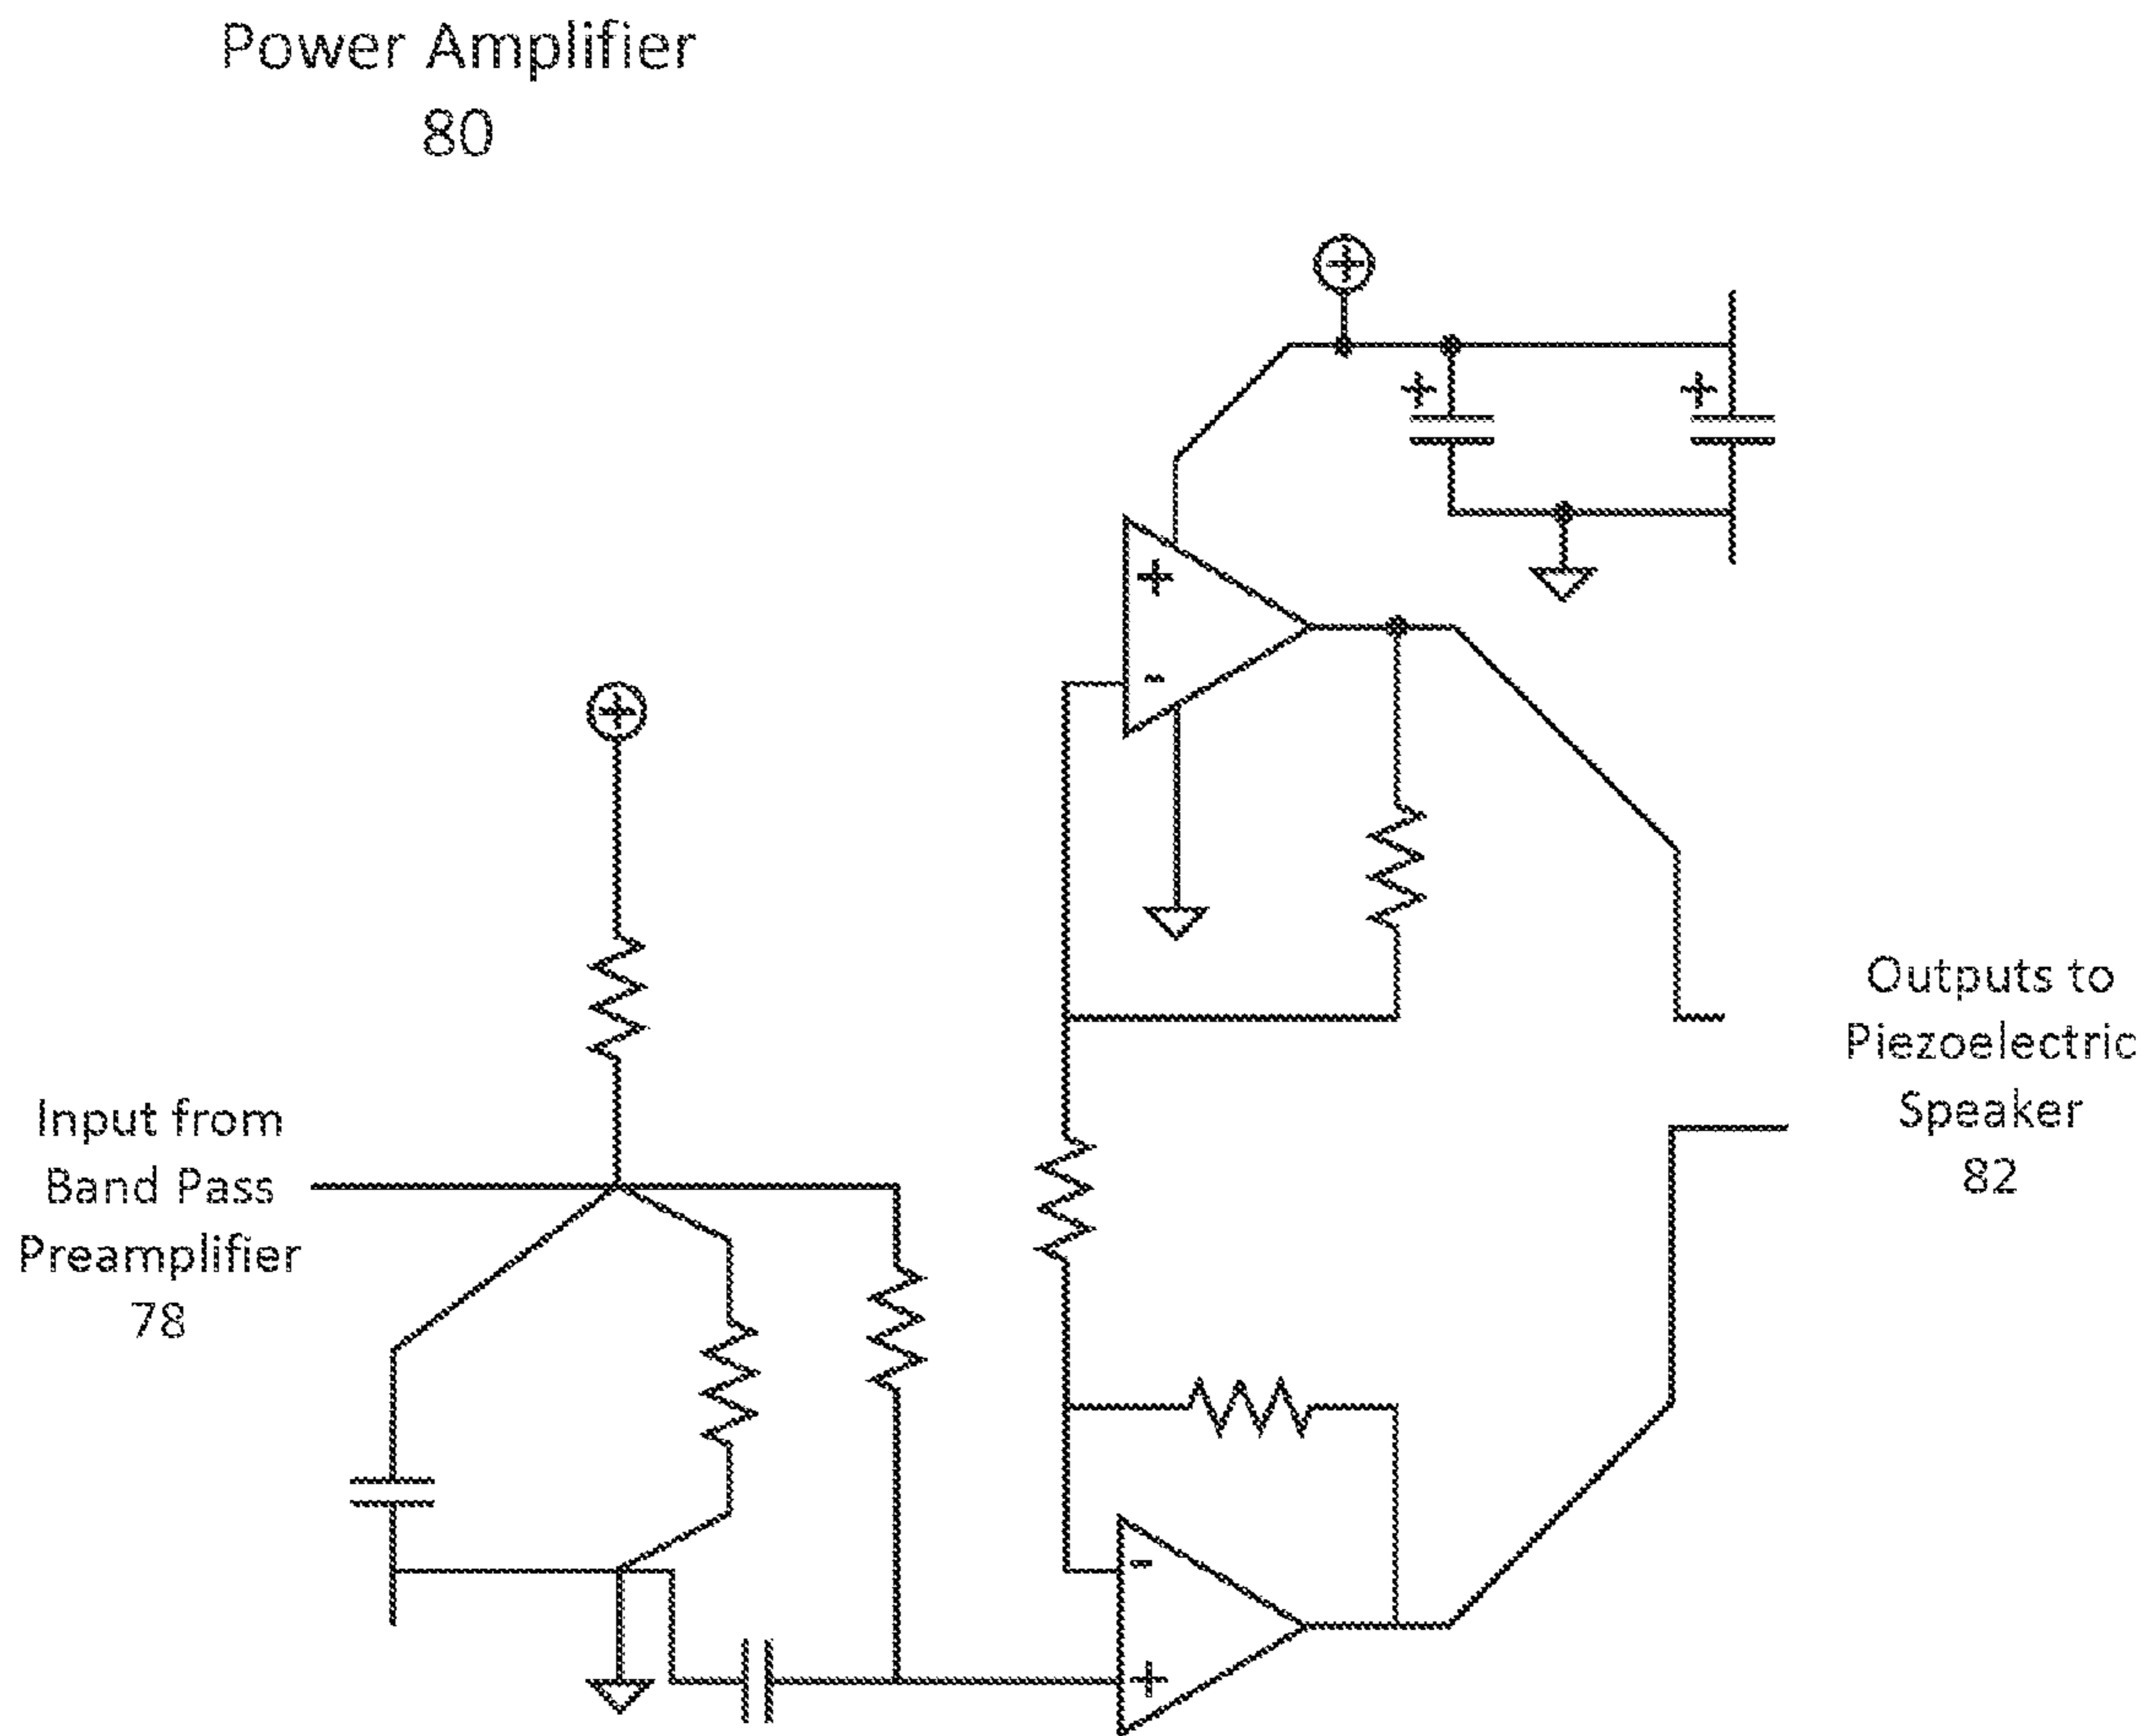 Power Amplifier
80
+
+
+
+
-
+
Input from
Band Pass
Preamplifier
78
Outputs to
Piezoelectric
Speaker
82
-
+